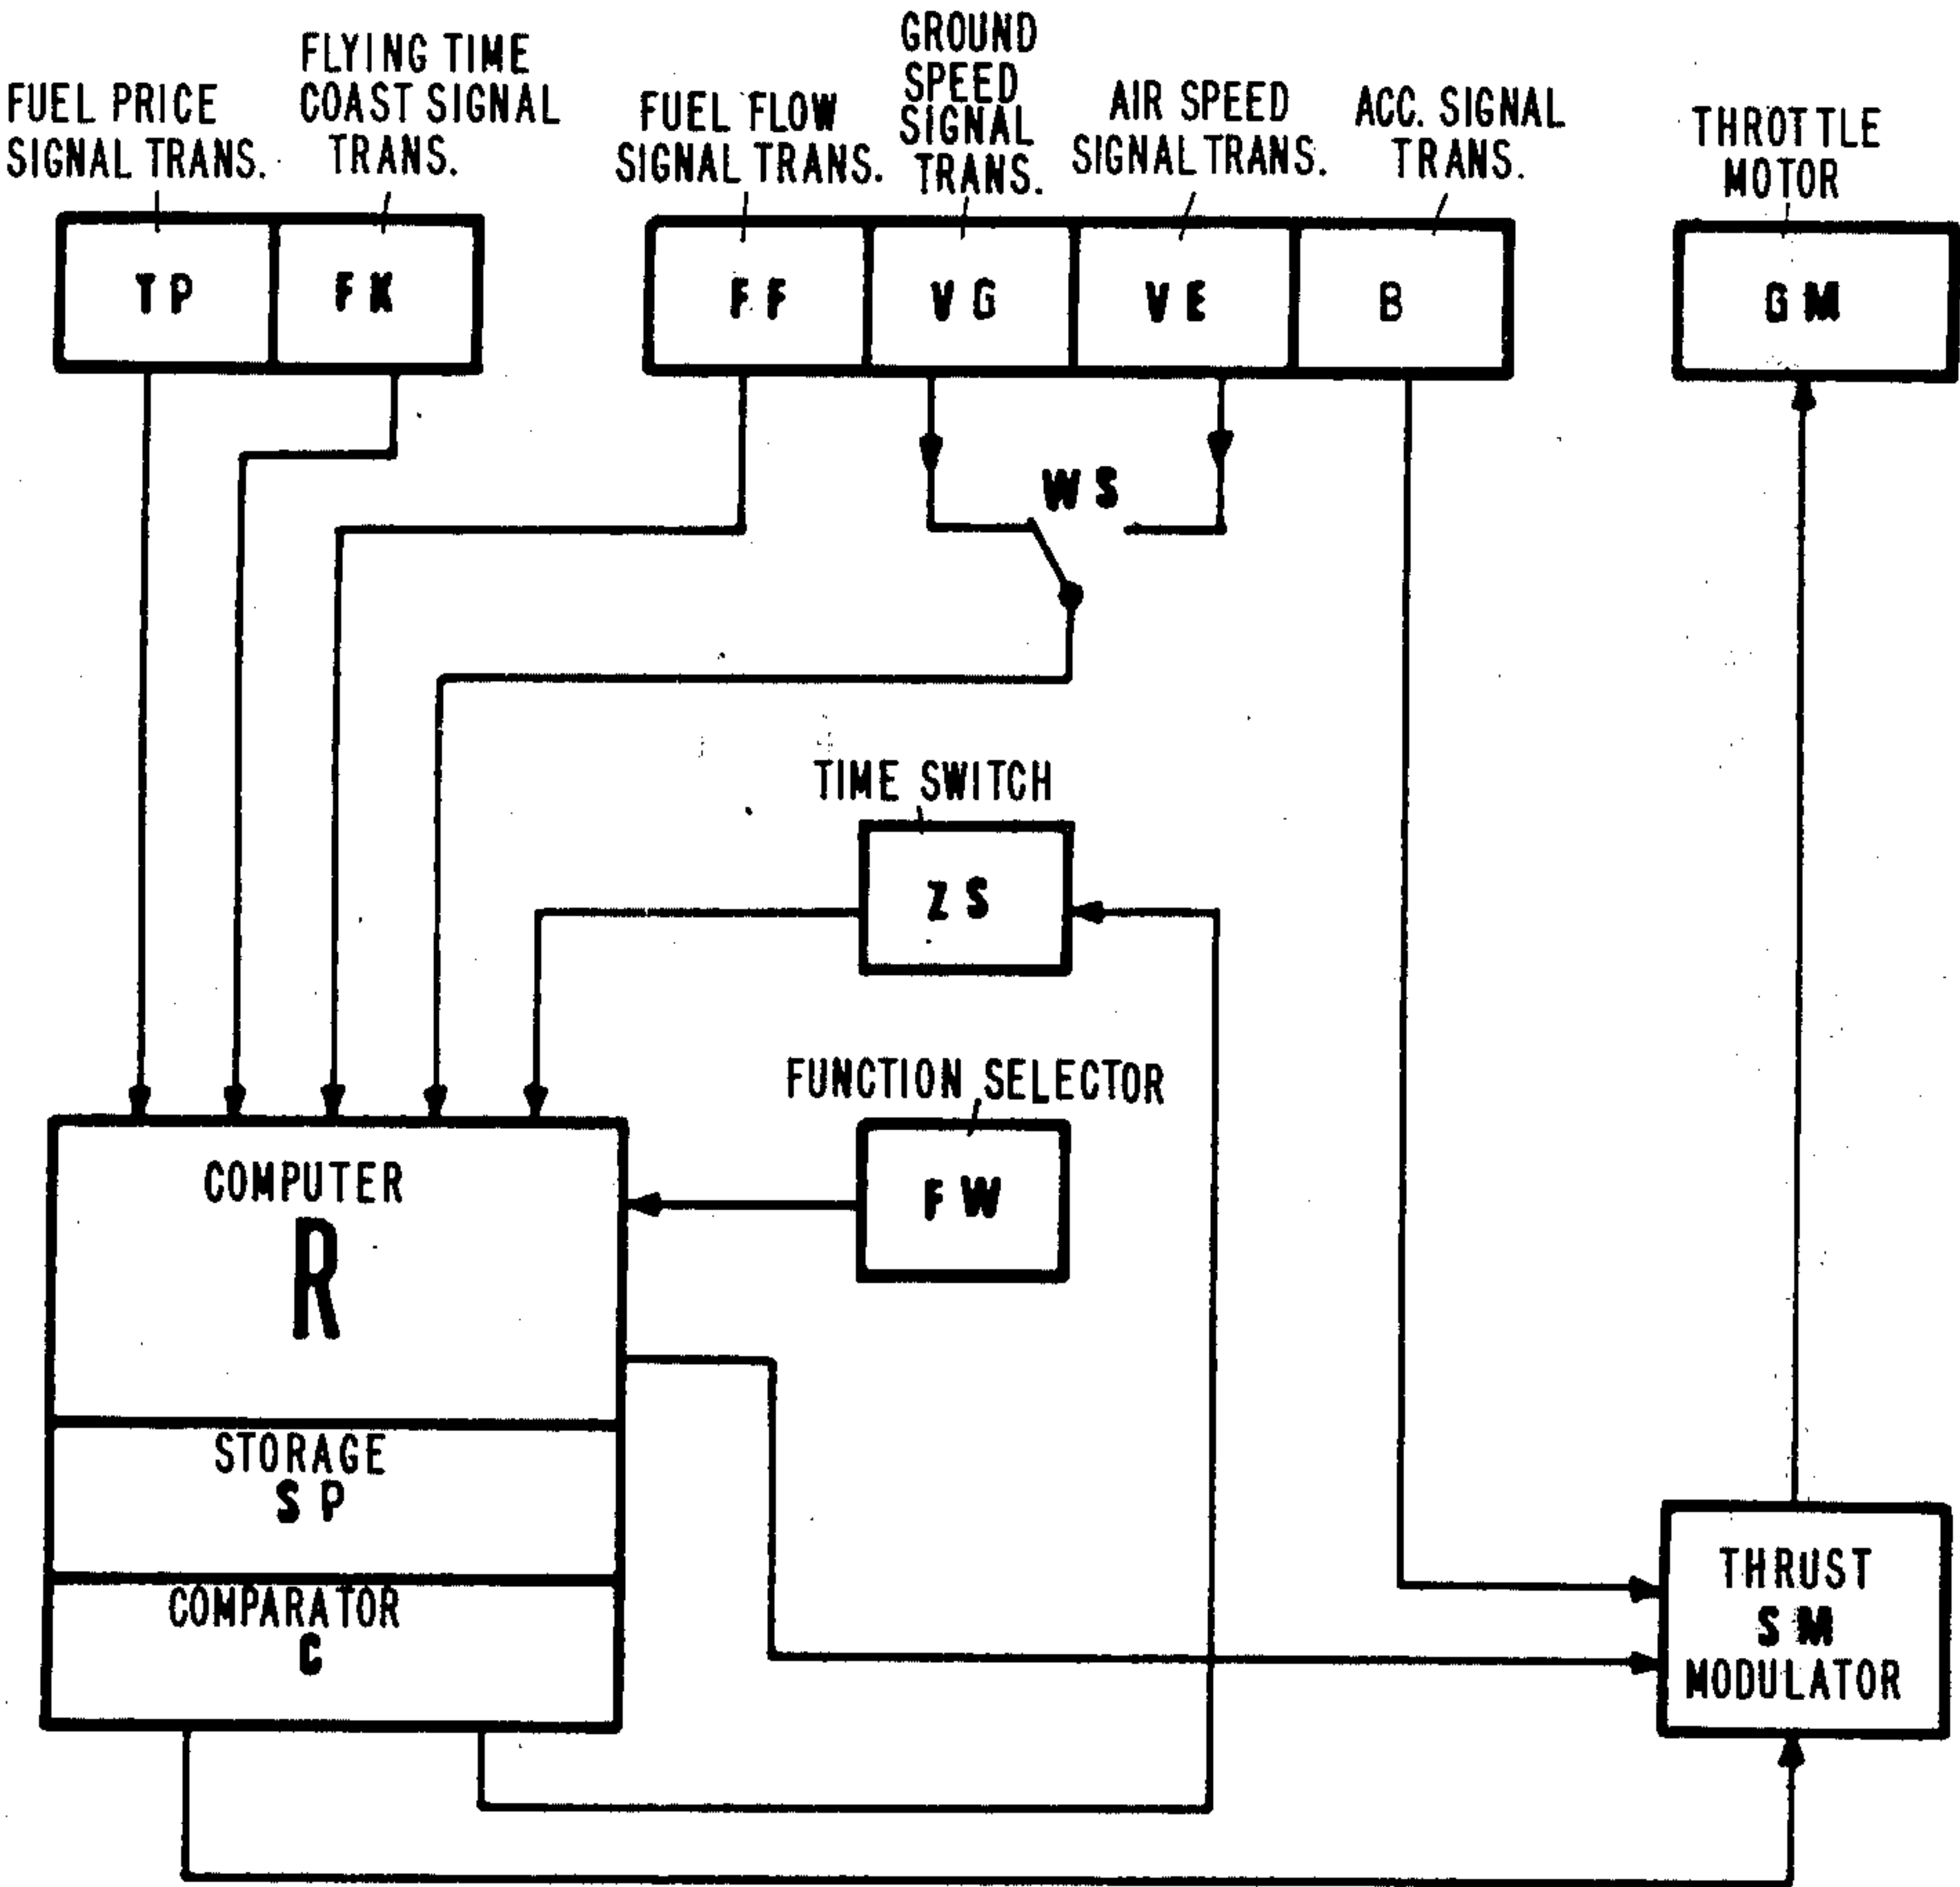 FUEL PRICE
SIGNAL TRANS.
FLYING TIME
COAST SIGNAL
TRANS.
FUEL FLOW
SIGNAL TRANS.
GROUND
SPEED
SIGNAL
TRANS.
AIR SPEED
SIGNAL TRANS.
ACC. SIGNAL
TRANS.
THROTTLE
MOTOR
TP
FK
FF
VG
VE
B
GM
WS
TIME SWITCH
ZS
FUNCTION SELECTOR
FW
COMPUTER
R
STORAGE
SP
COMPARATOR
C
THRUST
SM
MODULATOR